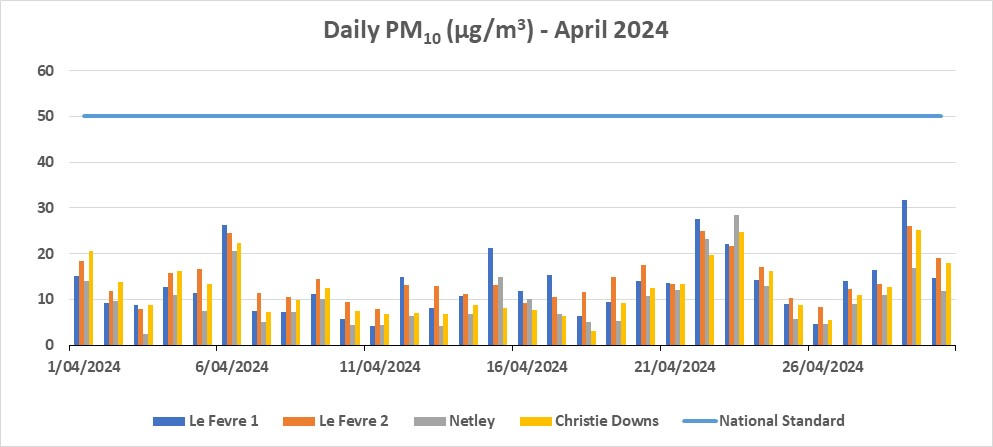 Daily PM10 (µg/m³) - April 2024
60
50
40
30
20
10
0
1/04/2024 6/04/2024 11/04/2024 16/04/2024 21/04/2024 26/04/2024
Le Fevre 1 Le Fevre 2 Netley Christie Downs National Standard